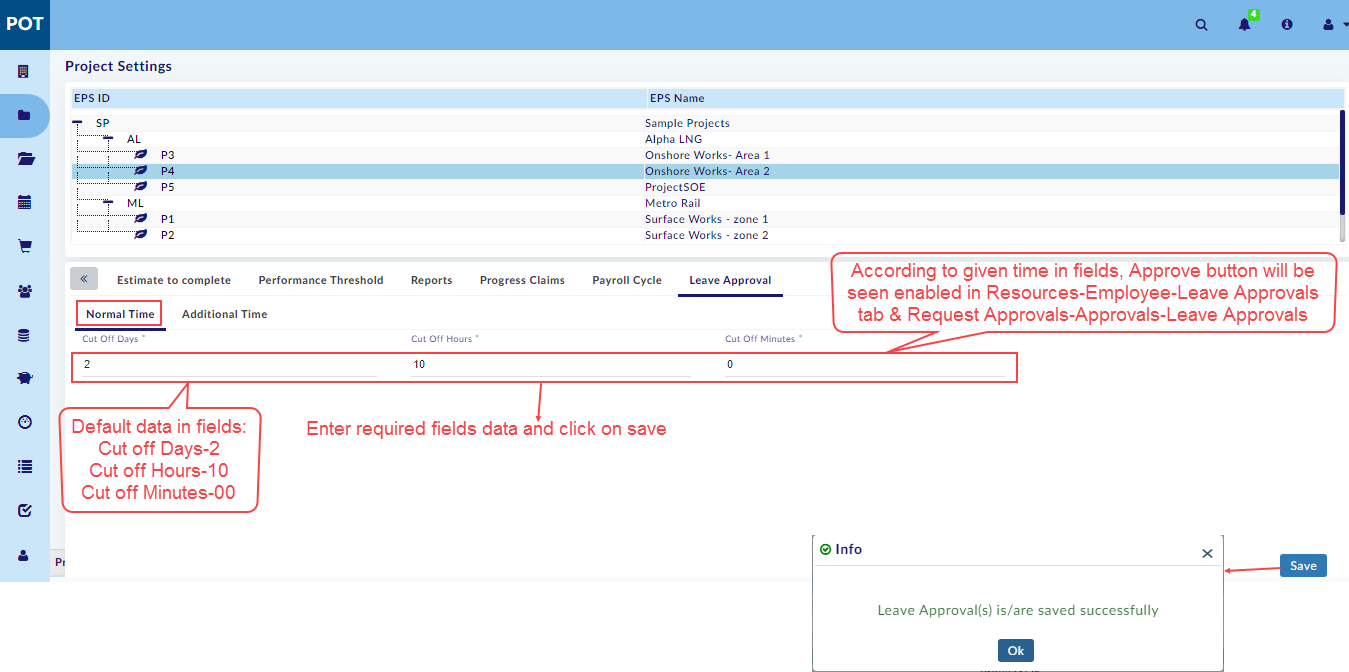 POT
4
Project Settings
EPS ID EPS Name
SP Sample Projects
AL Alpha LNG
P3 Onshore Works- Area 1
P4 Onshore Works- Area 2
P5 ProjectSOE
ML Metro Rail
P1 Surface Works - zone 1
P2 Surface Works - zone 2
« Estimate to complete Performance Threshold Reports Progress Claims Payroll Cycle Leave Approval
According to given time in fields, Approve button will be
seen enabled in Resources-Employee-Leave Approvals
tab & Request Approvals-Approvals-Leave Approvals
Normal Time Additional Time
Cut Off Days * Cut Off Hours * Cut Off Minutes *
2 10 0
Default data in fields:
Cut off Days-2
Cut off Hours-10
Cut off Minutes-00
Enter required fields data and click on save
Pr
Info
Save
Leave Approval(s) is/are saved successfully
Ok